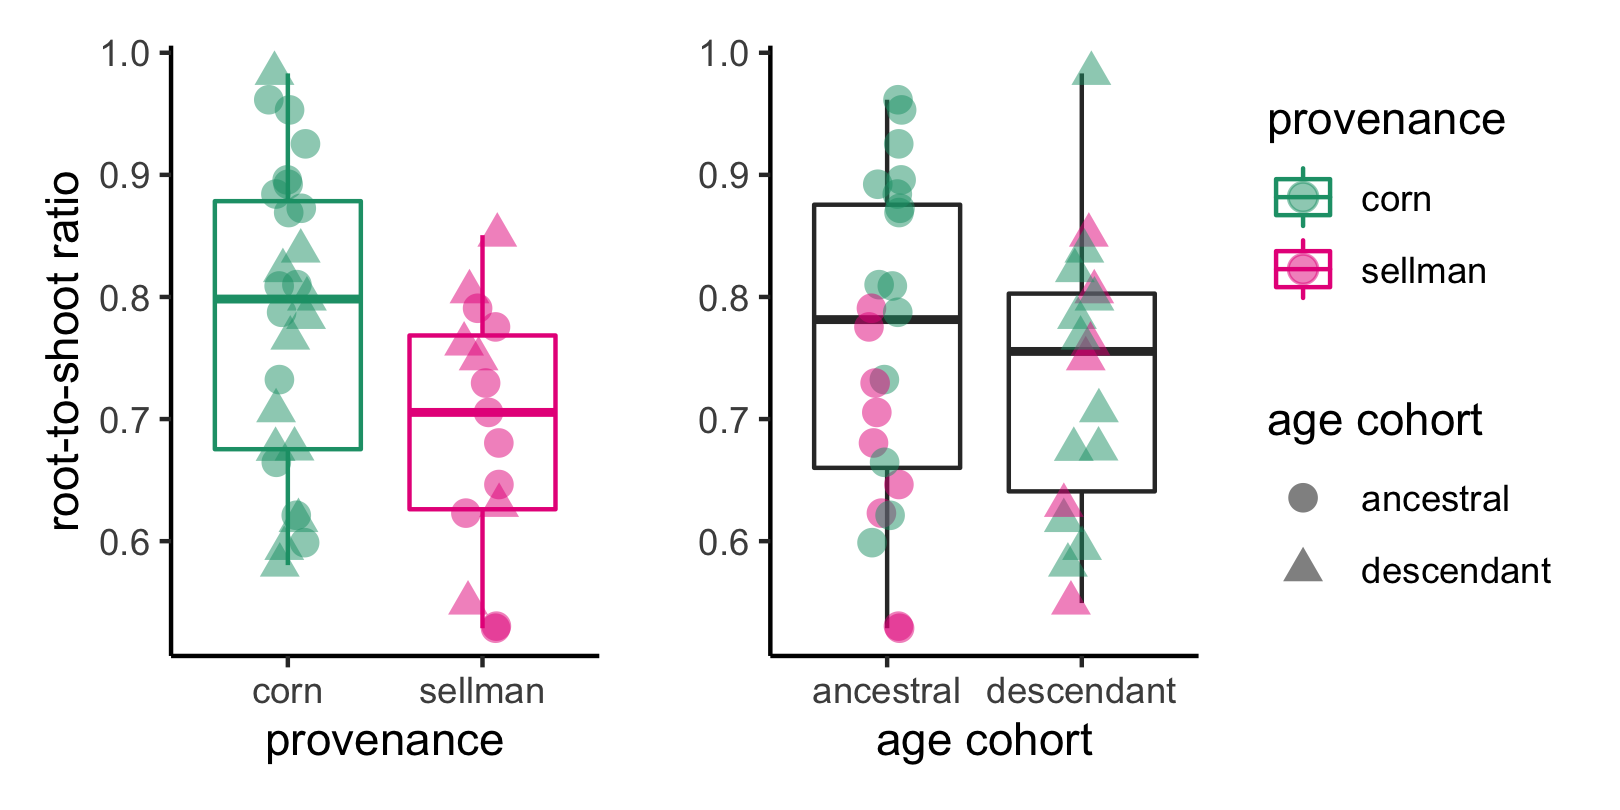 root-to-shoot ratio
1.0
0.9
0.8
0.7
0.6
corn
sellman
provenance
1.0
0.9
0.8
0.7
0.6
ancestral
descendant
age cohort
provenance
corn
sellman
age cohort
ancestral
descendant